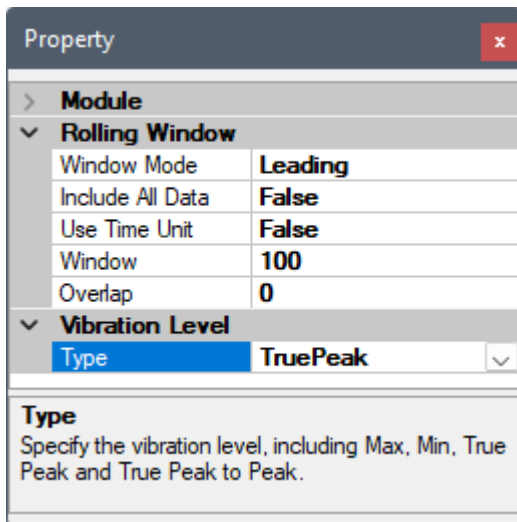 Property x
Module
Rolling Window
Window Mode Leading
Include All Data False
Use Time Unit False
Window 100
Overlap 0
Vibration Level
Type TruePeak
Type
Specify the vibration level, including Max, Min, True
Peak and True Peak to Peak.